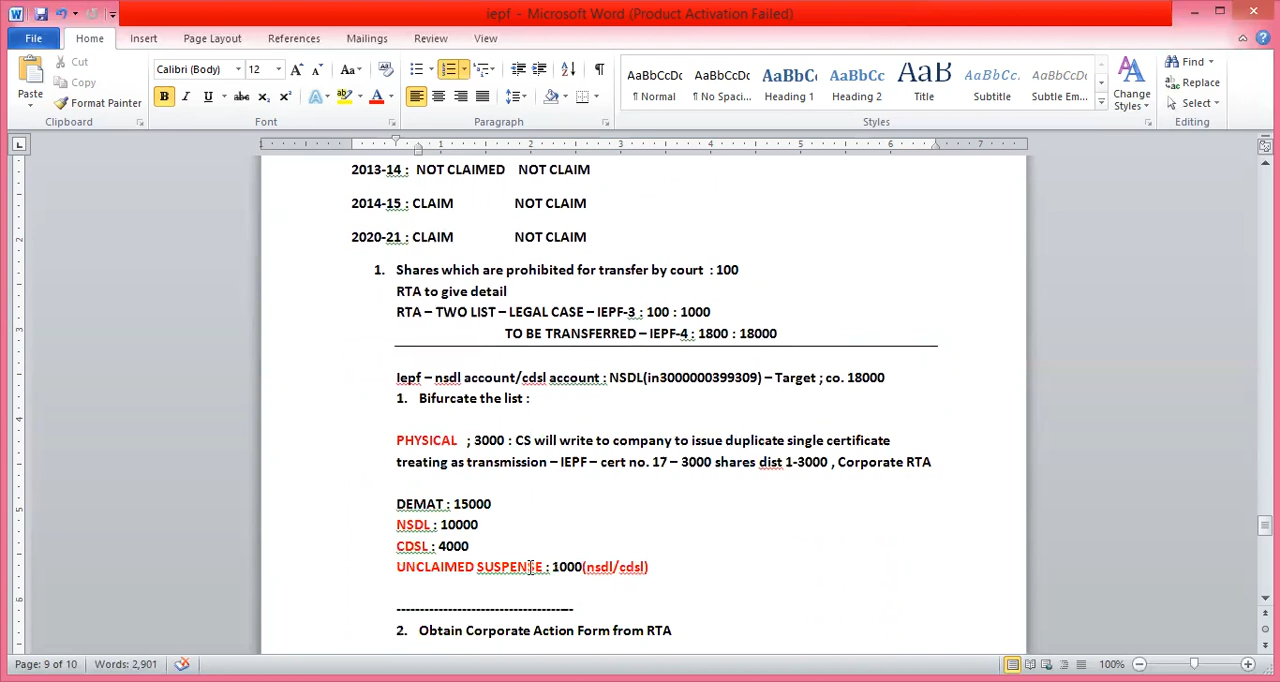 iepf - Microsoft Word (Product Activation Failed)
File Home Insert Page Layout References Mailings Review View
Cut
Copy
Format Painter
Paste
Calibri (Body) 12
AaBbCcDc AaBbCcDc AaBbCc AaBbCc AaB AaBbCc. AaBbCcDc
¶ Normal ¶ No Spaci... Heading 1 Heading 2 Title Subtitle Subtle Em...
Change
Styles
Find
Replace
Select
Clipboard Font Paragraph Styles Editing
2013-14 : NOT CLAIMED NOT CLAIM
2014-15 : CLAIM NOT CLAIM
2020-21 : CLAIM NOT CLAIM
1. Shares which are prohibited for transfer by court : 100
RTA to give detail
RTA – TWO LIST – LEGAL CASE – IEPF-3 : 100 : 1000
TO BE TRANSFERRED – IEPF-4 : 1800 : 18000
Iepf – nsdl account/cdsl account : NSDL(in3000000399309) – Target ; co. 18000
1. Bifurcate the list :
PHYSICAL ; 3000 : CS will write to company to issue duplicate single certificate
treating as transmission – IEPF – cert no. 17 – 3000 shares dist 1-3000 , Corporate RTA
DEMAT : 15000
NSDL : 10000
CDSL : 4000
UNCLAIMED SUSPENSE : 1000(nsdl/cdsl)
---------------------------------------
2. Obtain Corporate Action Form from RTA
Page: 9 of 10 Words: 2,901 100%